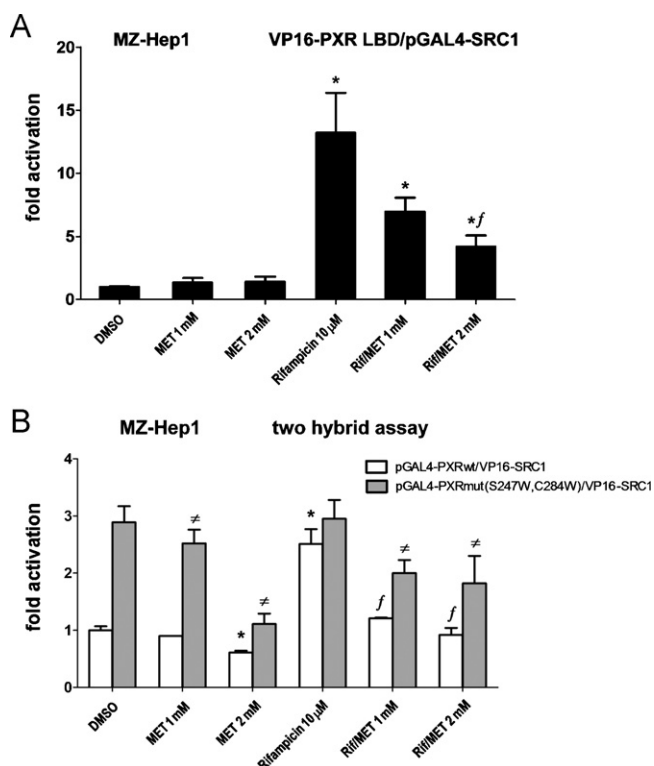 A
MZ-Hep1 VP16-PXR LBD/pGAL4-SRC1
fold activation
20
15
10
5
0
*
*
*f
DMSO
MET 1 mM
MET 2 mM
Rifampicin 10 μM
Rif/MET 1 mM
Rif/MET 2 mM
B
MZ-Hep1 two hybrid assay
pGAL4-PXRwt/VP16-SRC1
pGAL4-PXRmut(S247W,C284W)/VP16-SRC1
fold activation
4
3
2
1
0
≠
*
≠
*
f
≠
f
≠
DMSO
MET 1 mM
MET 2 mM
Rifampicin 10 μM
Rif/MET 1 mM
Rif/MET 2 mM